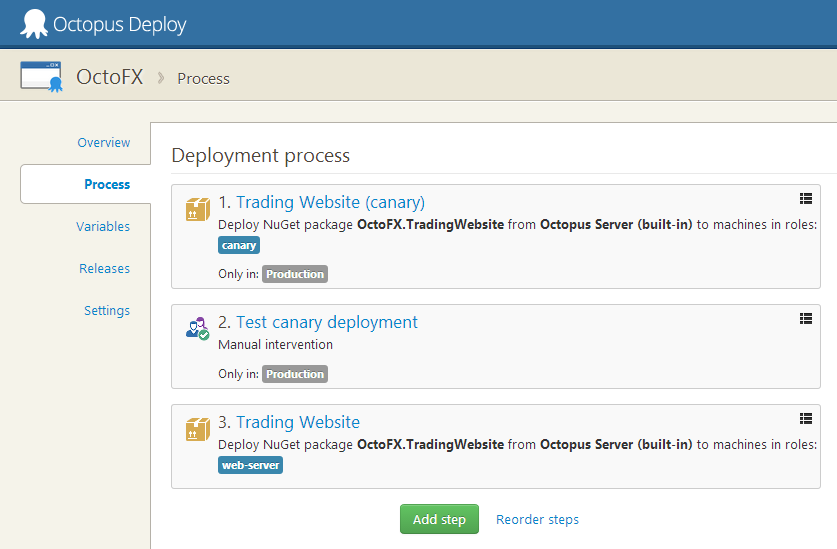 Octopus Deploy
OctoFX › Process
Overview
Process
Variables
Releases
Settings
Deployment process
1. Trading Website (canary)
Deploy NuGet package OctoFX.TradingWebsite from Octopus Server (built-in) to machines in roles:
canary
Only in: Production
2. Test canary deployment
Manual intervention
Only in: Production
3. Trading Website
Deploy NuGet package OctoFX.TradingWebsite from Octopus Server (built-in) to machines in roles:
web-server
Add step Reorder steps